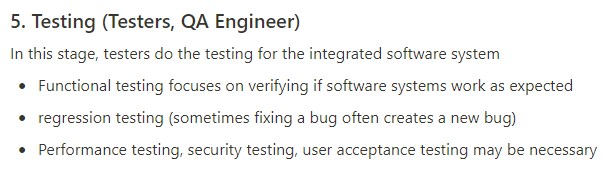 5. Testing (Testers, QA Engineer)
In this stage, testers do the testing for the integrated software system
• Functional testing focuses on verifying if software systems work as expected
• regression testing (sometimes fixing a bug often creates a new bug)
• Performance testing, security testing, user acceptance testing may be necessary